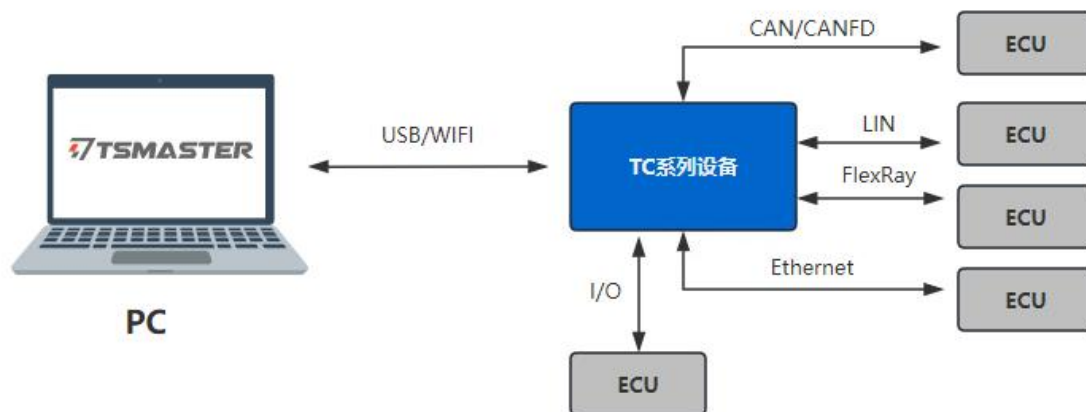 CAN/CANFD
ECU
TSMASTER
USB/WIFI
TC系列设备
LIN
ECU
FlexRay
ECU
Ethernet
ECU
I/O
PC
ECU